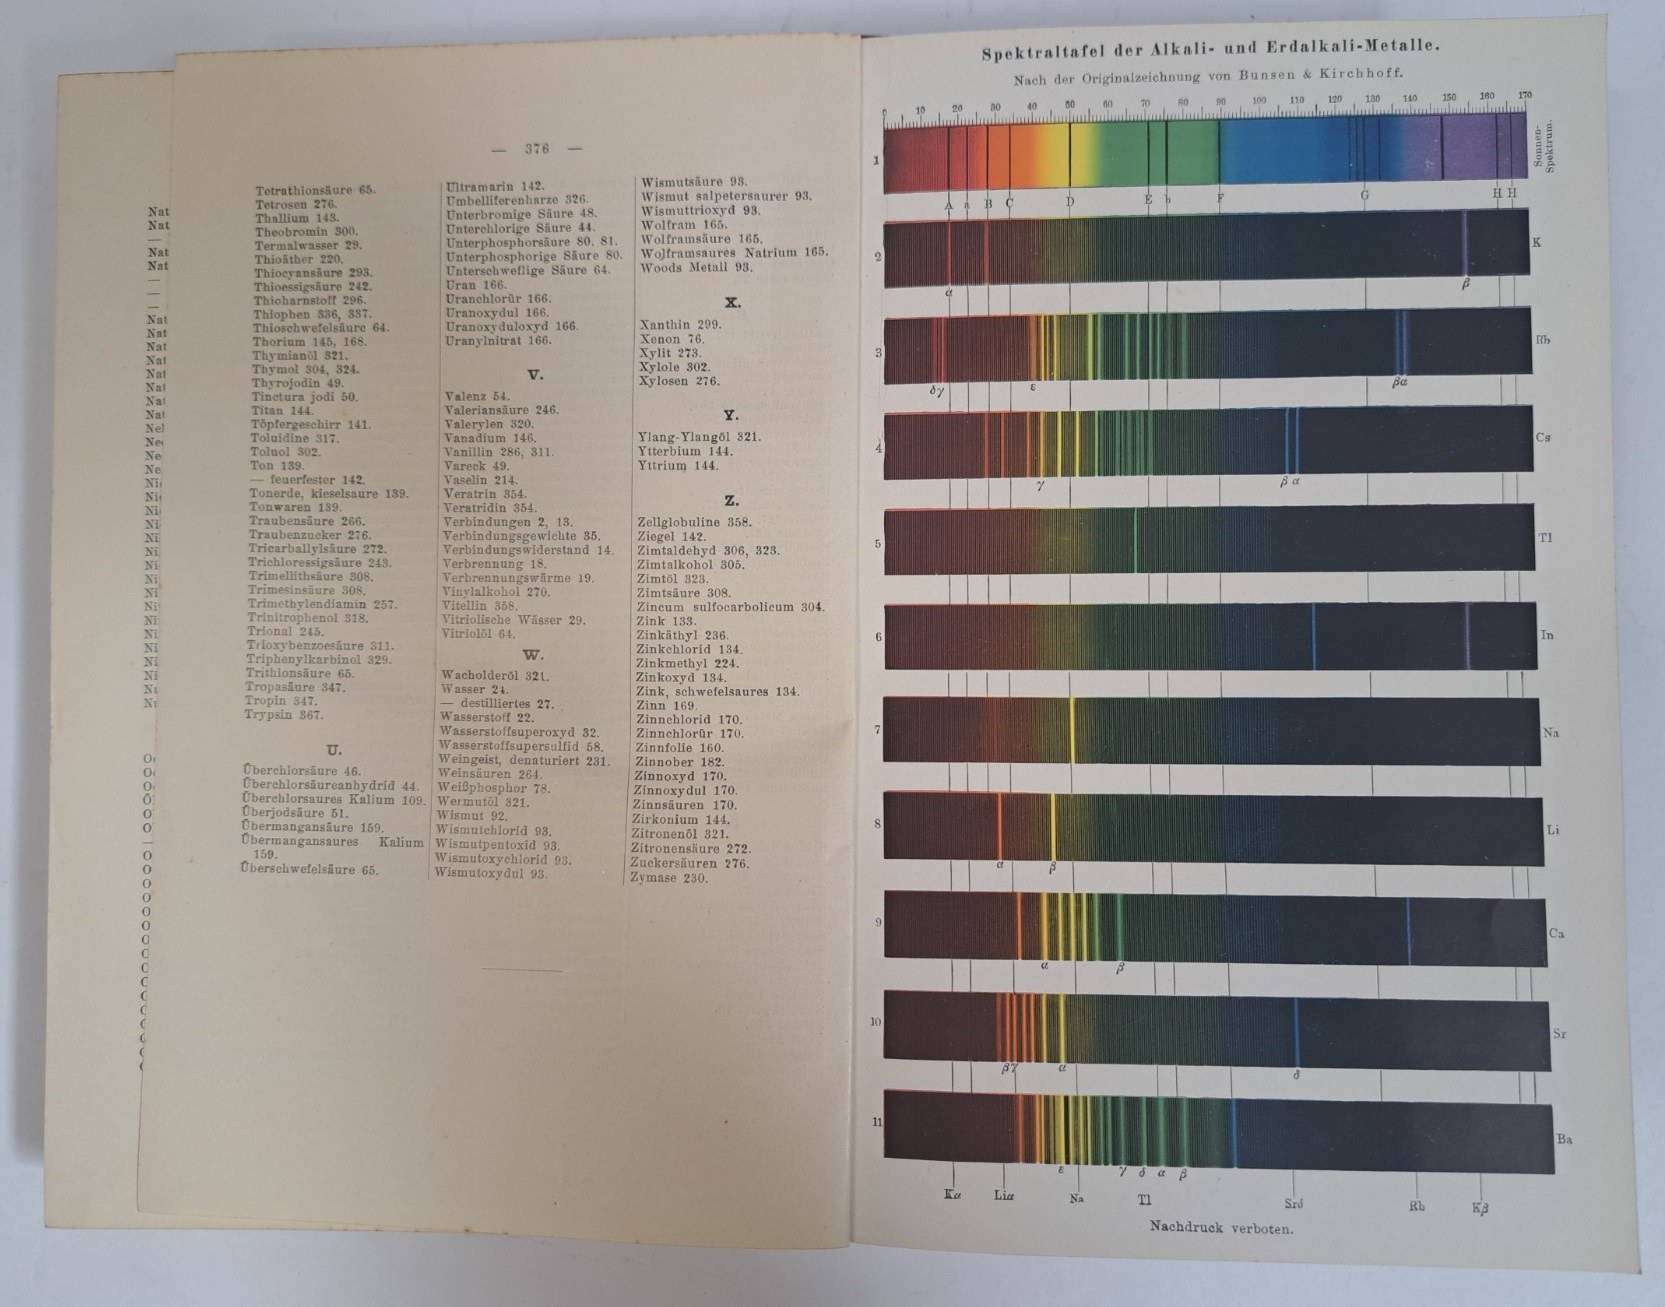 — 376 —
Tetrathionsäure 65.
Tetrosen 276.
Thallium 143.
Theobromin 300.
Termalwasser 29.
Thioäther 220.
Thiocyansäure 293.
Thioessigsäure 242.
Thioharnstoff 296.
Thiophen 336, 337.
Thioschwefelsäure 64.
Thorium 145, 168.
Thymianöl 321.
Thymol 304, 324.
Thyrojodin 49.
Tinctura jodi 50.
Titan 144.
Töpfergeschirr 141.
Toluidine 317.
Toluol 302.
Ton 139.
— feuerfester 142.
Tonerde, kieselsaure 139.
Tonwaren 139.
Traubensäure 266.
Traubenzucker 276.
Tricarballylsäure 272.
Trichloressigsäure 243.
Trimellithsäure 308.
Trimesinsäure 308.
Trimethylendiamin 257.
Trinitrophenol 318.
Trional 245.
Trioxybenzoesäure 311.
Triphenylkarbinol 329.
Trithionsäure 65.
Tropasäure 347.
Tropin 347.
Trypsin 367.
U.
Überchlorsäure 46.
Überchlorsäureanhydrid 44.
Überchlorsaures Kalium 109.
Überjodsäure 51.
Übermangansäure 159.
Übermangansaures Kalium
159.
Überschwefelsäure 65.
Ultramarin 142.
Umbelliferenharze 326.
Unterbromige Säure 48.
Unterchlorige Säure 44.
Unterphosphorsäure 80. 81.
Unterphosphorige Säure 80.
Unterschweflige Säure 64.
Uran 166.
Uranchlorür 166.
Uranoxydul 166.
Uranoxyduloxyd 166.
Uranylnitrat 166.
V.
Valenz 54.
Valeriansäure 246.
Valerylen 320.
Vanadium 146.
Vanillin 286, 311.
Vareck 49.
Vaselin 214.
Veratrin 354.
Veratridin 354.
Verbindungen 2, 13.
Verbindungsgewichte 35.
Verbindungswiderstand 14.
Verbrennung 18.
Verbrennungswärme 19.
Vinylalkohol 270.
Vitellin 358.
Vitriolische Wässer 29.
Vitriolöl 64.
W.
Wacholderöl 321.
Wasser 24.
— destilliertes 27.
Wasserstoff 22.
Wasserstoffsuperoxyd 32.
Wasserstoffsupersulfid 58.
Weingeist, denaturiert 231.
Weinsäuren 264.
Weißphosphor 78.
Wermutöl 321.
Wismut 92.
Wismutchlorid 93.
Wismutpentoxid 93.
Wismutoxychlorid 93.
Wismutoxydul 93.
Wismutsäure 93.
Wismut salpetersaurer 93.
Wismuttrioxyd 93.
Wolfram 165.
Wolframsäure 165.
Wolframsaures Natrium 165.
Woods Metall 93.
X.
Xanthin 299.
Xenon 76.
Xylit 273.
Xylole 302.
Xylosen 276.
Y.
Ylang-Ylangöl 321.
Ytterbium 144.
Yttrium 144.
Z.
Zellglobuline 358.
Ziegel 142.
Zimtaldehyd 306, 323.
Zimtalkohol 305.
Zimtöl 323.
Zimtsäure 308.
Zincum sulfocarbolicum 304.
Zink 133.
Zinkäthyl 236.
Zinkchlorid 134.
Zinkmethyl 224.
Zinkoxyd 134.
Zink, schwefelsaures 134.
Zinn 169.
Zinnchlorid 170.
Zinnchlorür 170.
Zinnfolie 160.
Zinnober 182.
Zinnoxyd 170.
Zinnoxydul 170.
Zinnsäuren 170.
Zirkonium 144.
Zitronenöl 321.
Zitronensäure 272.
Zuckersäuren 276.
Zymase 230.
Spektraltafel der Alkali- und Erdalkali-Metalle.
Nach der Originalzeichnung von Bunsen & Kirchhoff.
0 10 20 30 40 50 60 70 80 90 100 110 120 130 140 150 160 170
1 Sonnen-
Spektrum.
A a B C D E b F G H H
2 K
α β
3 Rb
δγ ε βα
4 Cs
γ β α
5 Tl
6 In
7 Na
8 Li
α β
9 Ca
α β
10 Sr
βγ α δ
11 Ba
ε γ δ α β
Kα Liα Na Tl Srδ Rb Kβ
Nachdruck verboten.